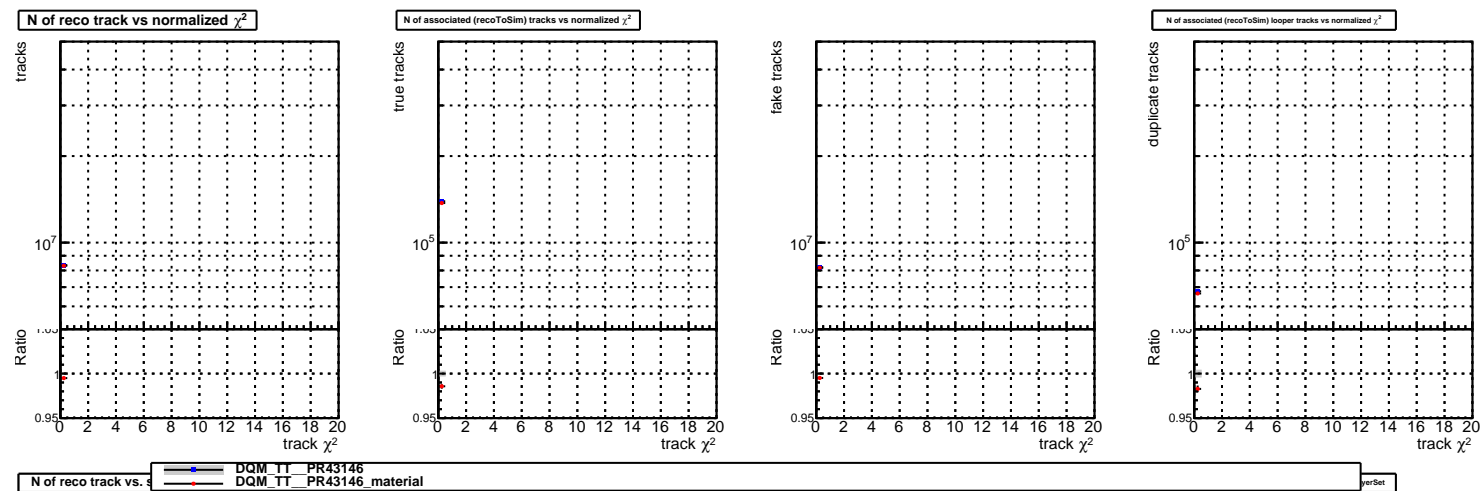 N of reco track vs normalized χ²
N of associated (recoToSim) tracks vs normalized χ²
N of associated (recoToSim) looper tracks vs normalized χ²
tracks
true tracks
fake tracks
duplicate tracks
10⁷
10⁵
10⁷
10⁵
Ratio
Ratio
Ratio
Ratio
1
1
1
1
0.95
0.95
0.95
0.95
0 2 4 6 8 10 12 14 16 18 20
0 2 4 6 8 10 12 14 16 18 20
0 2 4 6 8 10 12 14 16 18 20
0 2 4 6 8 10 12 14 16 18 20
track χ²
track χ²
track χ²
track χ²
DQM_TT__PR43146
DQM_TT__PR43146_material
N of reco track vs. s
yerSet